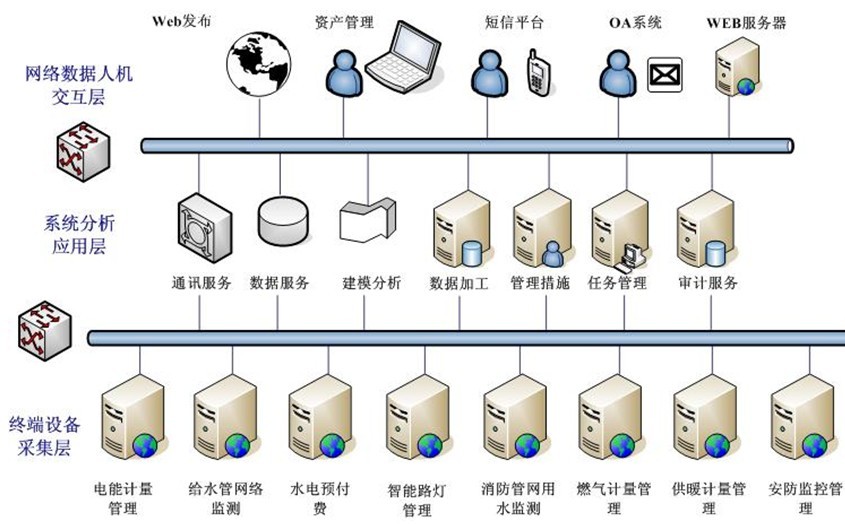 Web发布 资产管理 短信平台 OA系统 WEB服务器
网络数据人机
交互层
系统分析
应用层
通讯服务 数据服务 建模分析 数据加工 管理措施 任务管理 审计服务
终端设备
采集层
电能计量 给水管网络 水电预付 智能路灯 消防管网用 燃气计量管 供暖计量管 安防监控管
管理 监测 费 管理 水监测 理 理 理